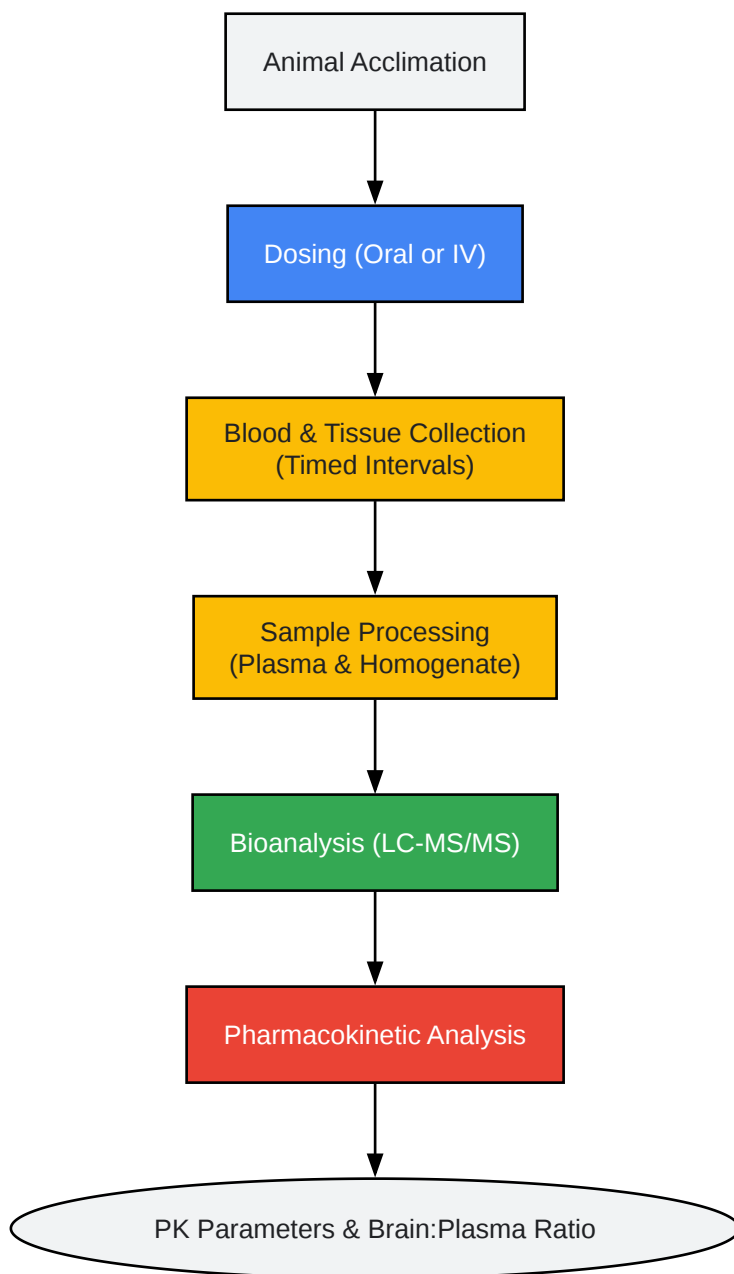 Animal Acclimation
Dosing (Oral or IV)
Blood & Tissue Collection
(Timed Intervals)
Sample Processing
(Plasma & Homogenate)
Bioanalysis (LC-MS/MS)
Pharmacokinetic Analysis
PK Parameters & Brain:Plasma Ratio